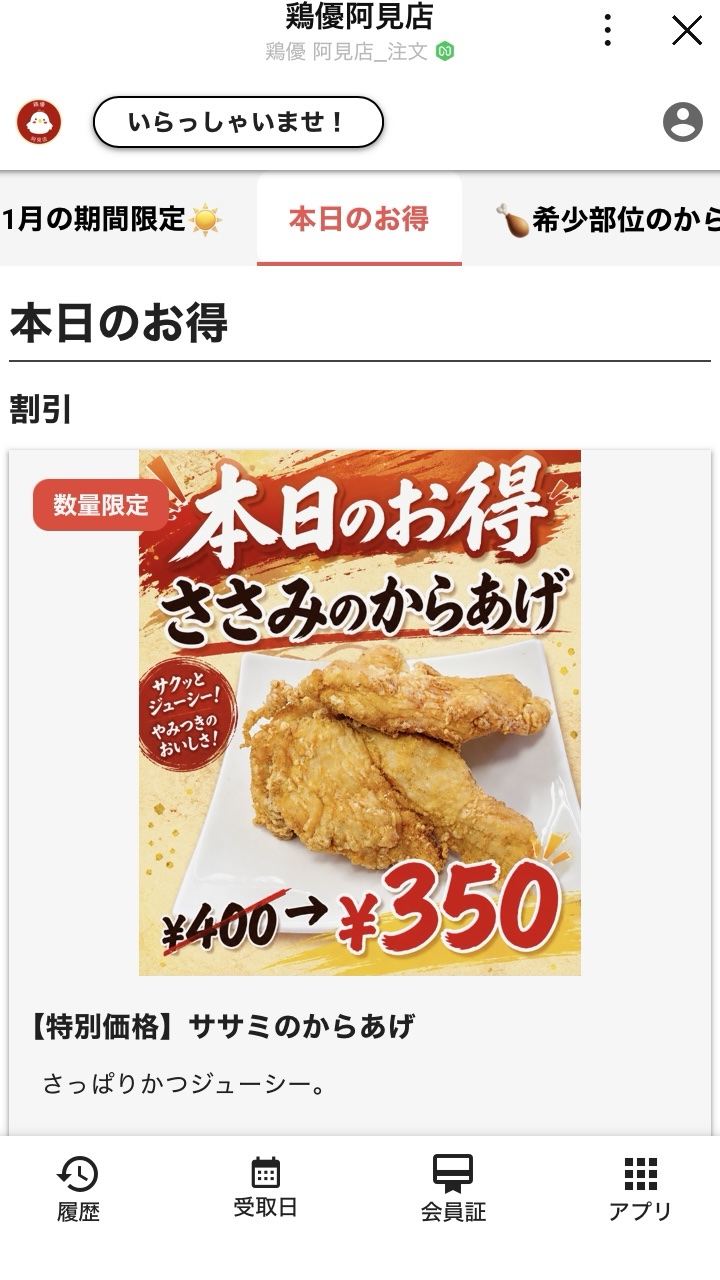 鶏優阿見店
鶏優 阿見店_注文
いらっしゃいませ！
1月の期間限定☀️
本日のお得
🍗希少部位のから
本日のお得
割引
数量限定
本日のお得
ささみのからあげ
サクッと
ジューシー！
やみつきの
おいしさ！
¥400→¥350
【特別価格】ササミのからあげ
さっぱりかつジューシー。
履歴
受取日
会員証
アプリ